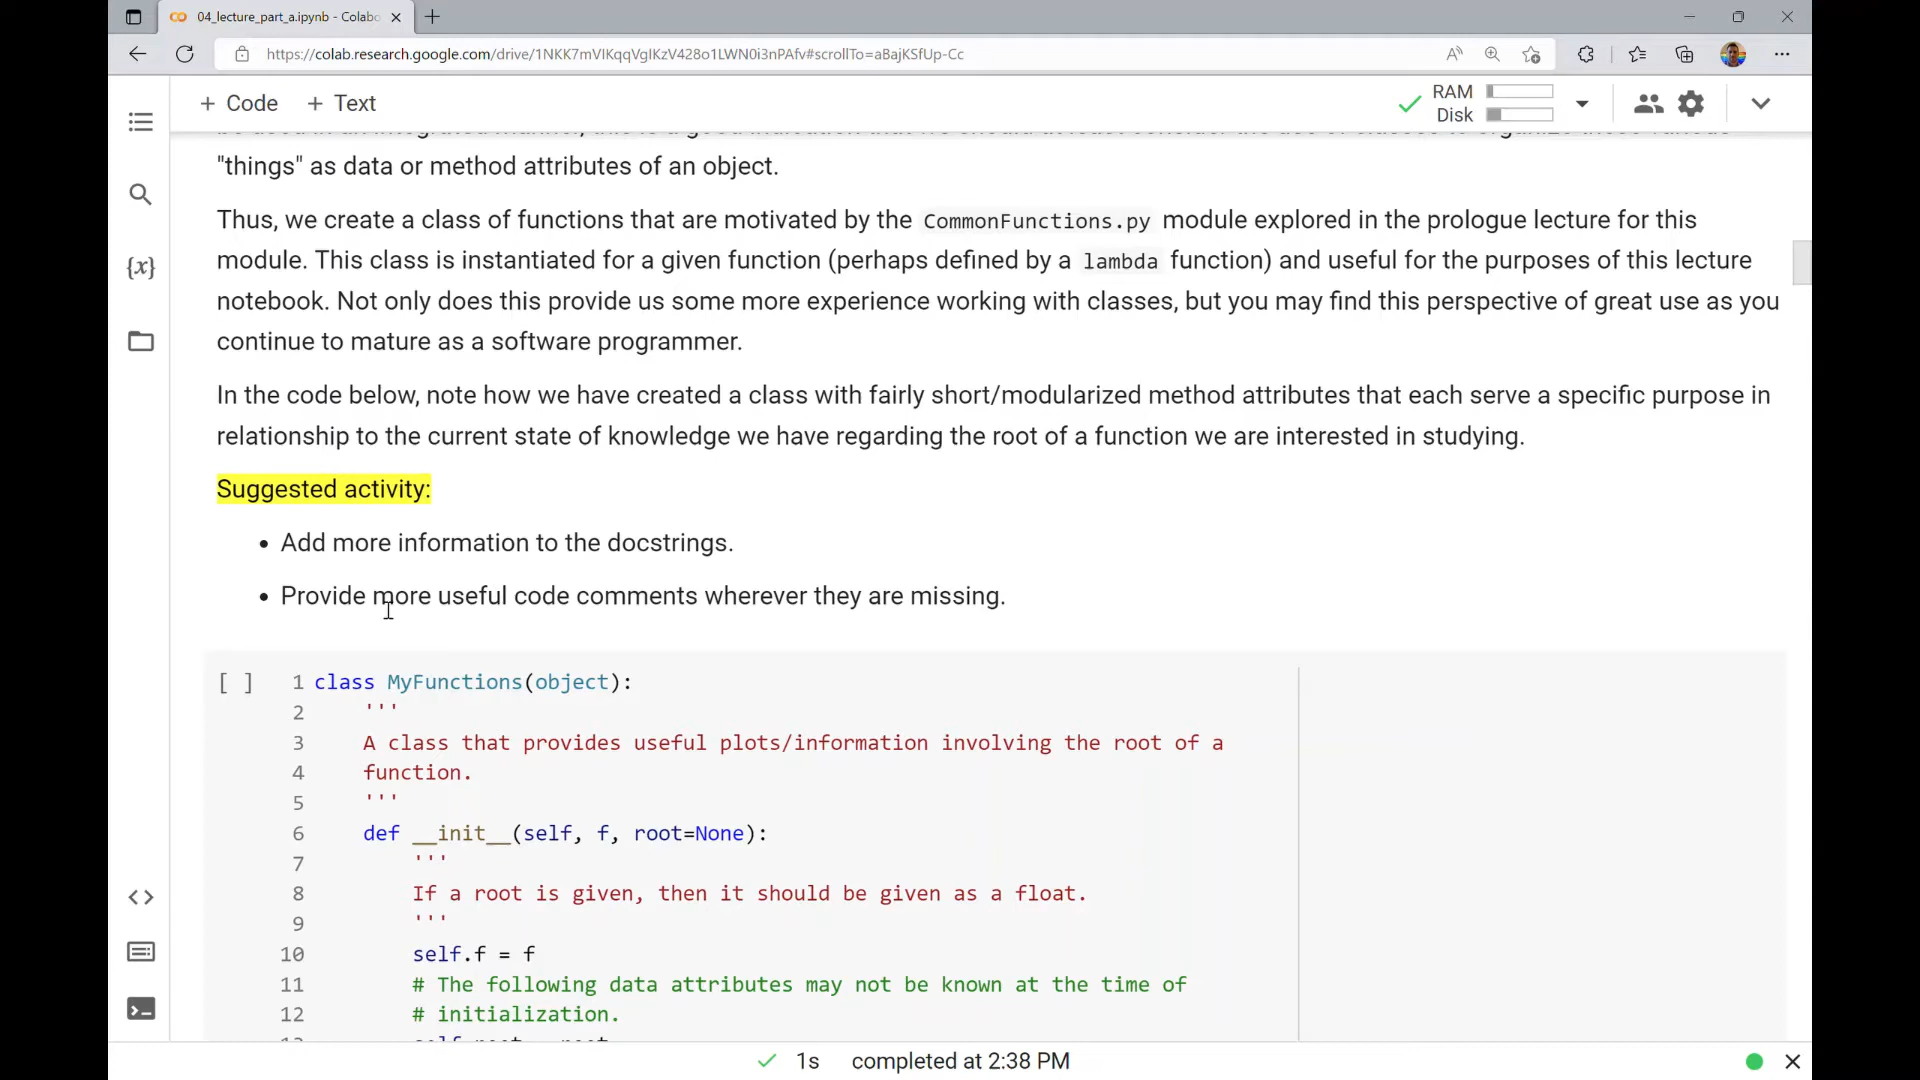 04_lecture_part_a.ipynb - Colabo
https://colab.research.google.com/drive/1NKK7mVIKqqVgIKzV428o1LWN0i3nPAfv#scrollTo=aBajKSfUp-Cc
+ Code + Text
RAM
Disk
"things" as data or method attributes of an object.
Thus, we create a class of functions that are motivated by the CommonFunctions.py module explored in the prologue lecture for this
module. This class is instantiated for a given function (perhaps defined by a lambda function) and useful for the purposes of this lecture
notebook. Not only does this provide us some more experience working with classes, but you may find this perspective of great use as you
continue to mature as a software programmer.
In the code below, note how we have created a class with fairly short/modularized method attributes that each serve a specific purpose in
relationship to the current state of knowledge we have regarding the root of a function we are interested in studying.
Suggested activity:
• Add more information to the docstrings.
• Provide more useful code comments wherever they are missing.
[ ] 1 class MyFunctions(object):
2 '''
3 A class that provides useful plots/information involving the root of a
4 function.
5 '''
6 def __init__(self, f, root=None):
7 '''
8 If a root is given, then it should be given as a float.
9 '''
10 self.f = f
11 # The following data attributes may not be known at the time of
12 # initialization.
1s completed at 2:38 PM